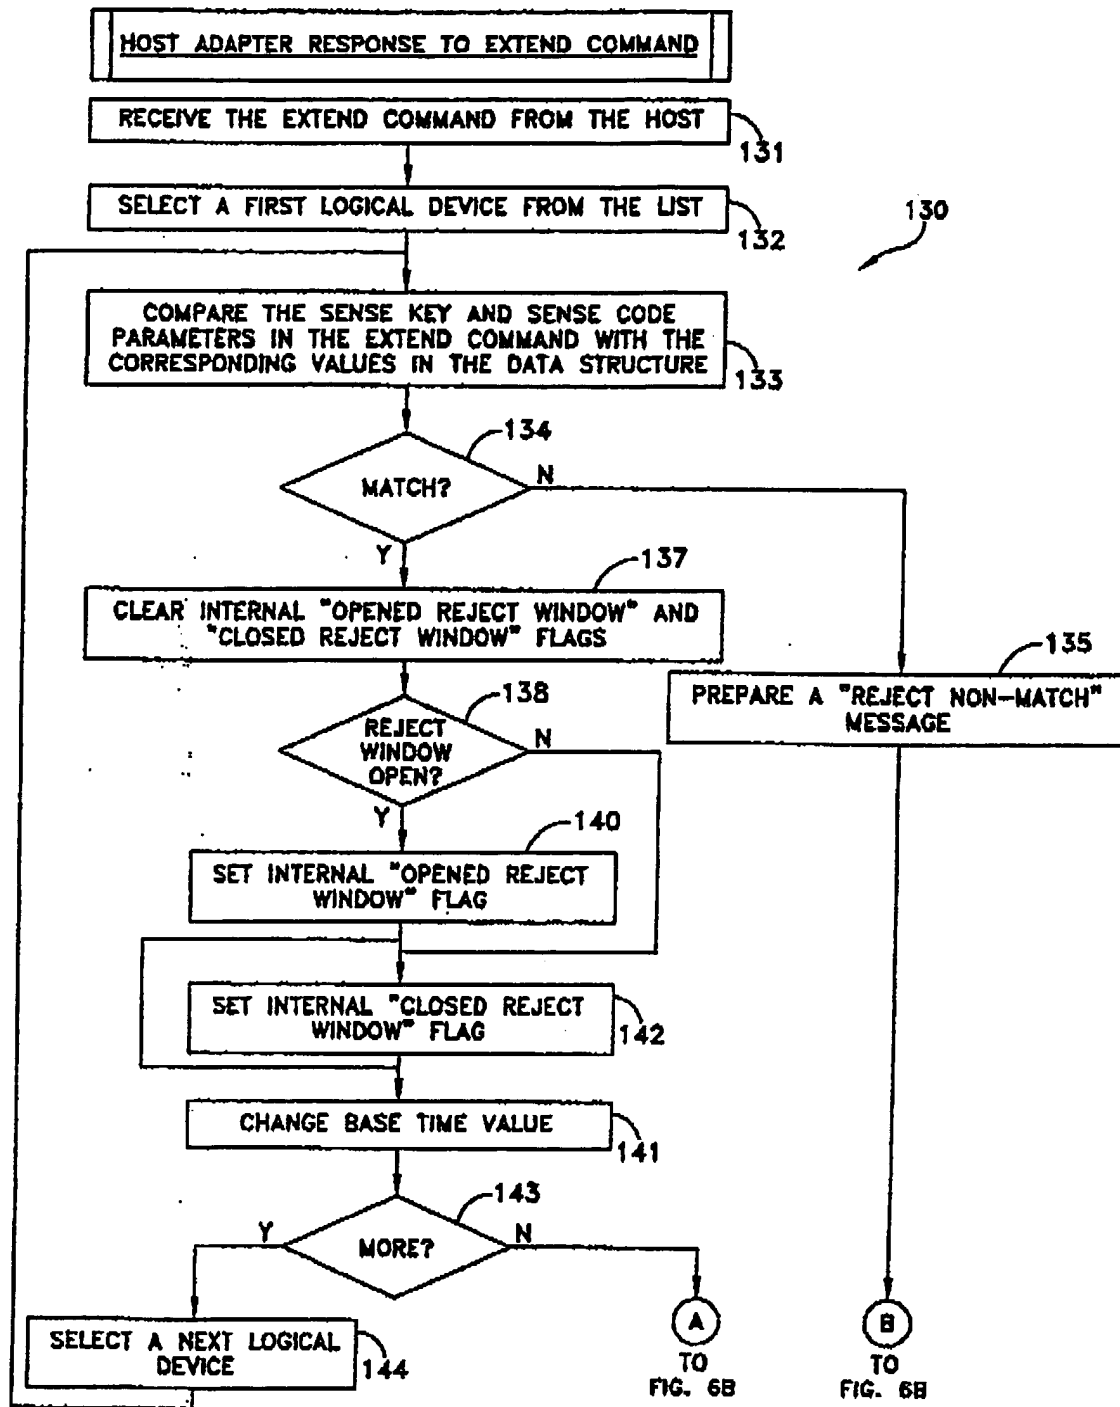 HOST ADAPTER RESPONSE TO EXTEND COMMAND
RECEIVE THE EXTEND COMMAND FROM THE HOST
131
SELECT A FIRST LOGICAL DEVICE FROM THE LIST
132
130
COMPARE THE SENSE KEY AND SENSE CODE
PARAMETERS IN THE EXTEND COMMAND WITH THE
CORRESPONDING VALUES IN THE DATA STRUCTURE
133
134
MATCH?
N
Y
137
CLEAR INTERNAL "OPENED REJECT WINDOW" AND
"CLOSED REJECT WINDOW" FLAGS
135
PREPARE A "REJECT NON-MATCH"
MESSAGE
138
REJECT
WINDOW
OPEN?
N
Y
140
SET INTERNAL "OPENED REJECT
WINDOW" FLAG
SET INTERNAL "CLOSED REJECT
WINDOW" FLAG
142
CHANGE BASE TIME VALUE
141
143
Y
MORE?
N
SELECT A NEXT LOGICAL
DEVICE
144
A
TO
FIG. 6B
B
TO
FIG. 6B